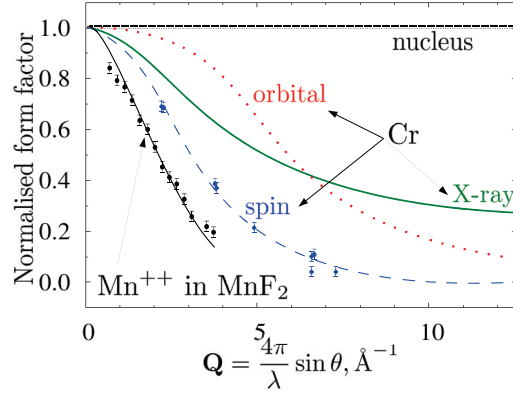 nucleus
1.0
orbital
0.8
Cr
0.6
X-ray
0.4
spin
0.2
Mn⁺⁺ in MnF₂
0.0
0 5 10
Normalised form factor
Q = 4π/λ sin θ, Å⁻¹